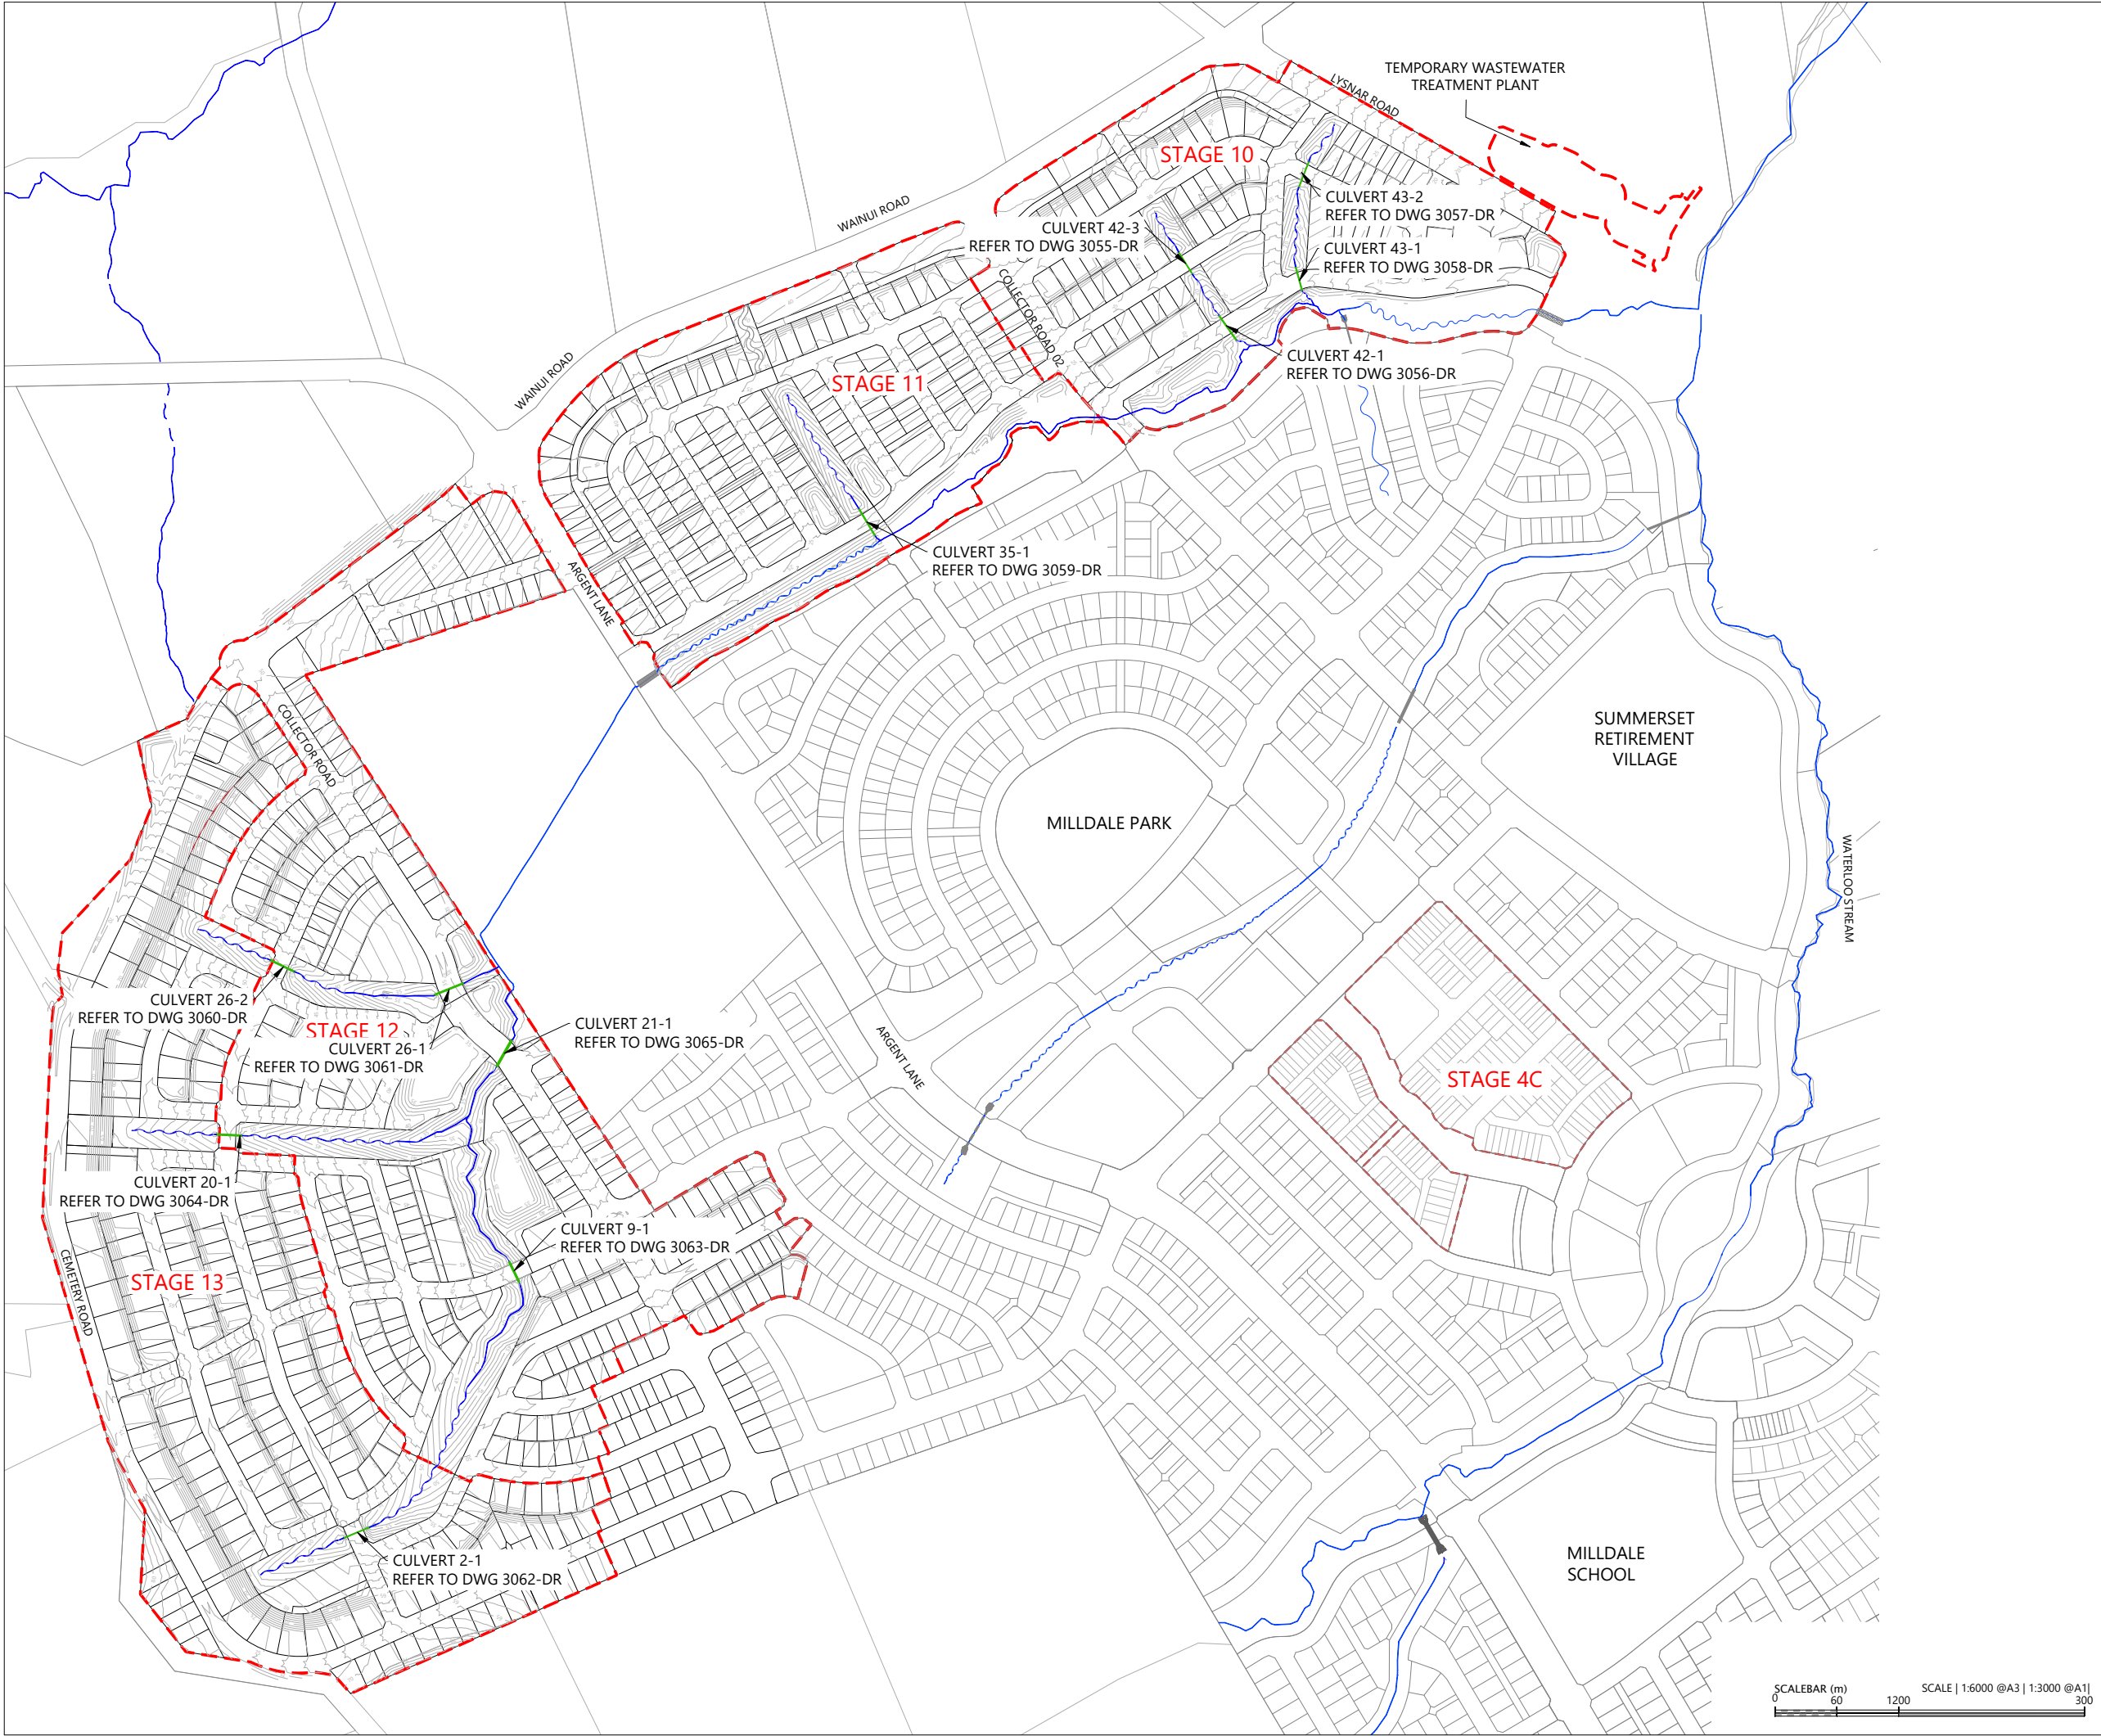 TEMPORARY WASTEWATER
TREATMENT PLANT
LYSNAR ROAD
STAGE 10
WAINUI ROAD
CULVERT 43-2
REFER TO DWG 3057-DR
CULVERT 42-3
REFER TO DWG 3055-DR
CULVERT 43-1
REFER TO DWG 3058-DR
COLLECTOR ROAD 02
CULVERT 42-1
REFER TO DWG 3056-DR
WAINUI ROAD
STAGE 11
CULVERT 35-1
REFER TO DWG 3059-DR
ARGENT LANE
COLLECTOR ROAD
SUMMERSET
RETIREMENT
VILLAGE
MILLDALE PARK
WATERLOO STREAM
CULVERT 26-2
REFER TO DWG 3060-DR
STAGE 12
CULVERT 26-1
REFER TO DWG 3061-DR
CULVERT 21-1
REFER TO DWG 3065-DR
ARGENT LANE
STAGE 4C
CULVERT 20-1
REFER TO DWG 3064-DR
CULVERT 9-1
REFER TO DWG 3063-DR
CEMETERY ROAD
STAGE 13
CULVERT 2-1
REFER TO DWG 3062-DR
MILLDALE
SCHOOL
SCALEBAR (m) SCALE | 1:6000 @A3 | 1:3000 @A1|
0 60 1200 300